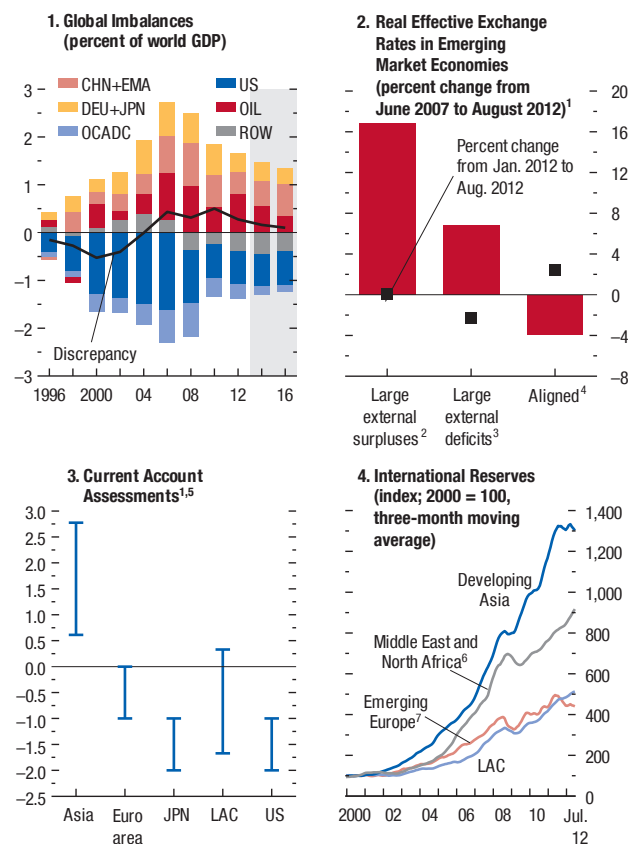 1. Global Imbalances
(percent of world GDP)
3
2
1
0
–1
–2
–3
CHN+EMA
DEU+JPN
OCADC
US
OIL
ROW
Discrepancy
1996 2000 04 08 12 16
2. Real Effective Exchange
Rates in Emerging
Market Economies
(percent change from
June 2007 to August 2012)¹
Percent change
from Jan. 2012 to
Aug. 2012
20
16
12
8
4
0
–4
–8
Large
external
surpluses²
Large
external
deficits³
Aligned⁴
3. Current Account
Assessments¹,⁵
3.0
2.5
2.0
1.5
1.0
0.5
0.0
–0.5
–1.0
–1.5
–2.0
–2.5
Asia
Euro
area
JPN
LAC
US
4. International Reserves
(index; 2000 = 100,
three-month moving
average)
1,400
1,200
1,000
800
600
400
200
0
Developing
Asia
Middle East and
North Africa⁶
Emerging
Europe⁷
LAC
2000 02 04 06 08 10 Jul.
12